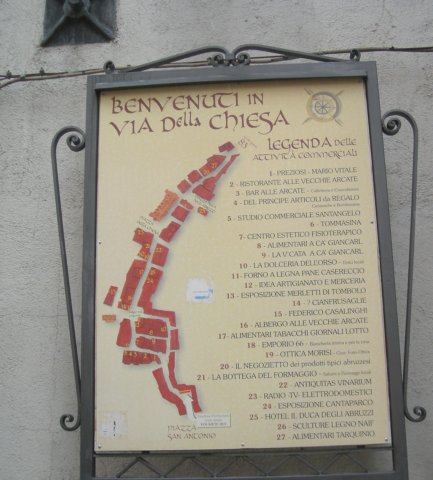 BENVENUTI IN
VIA Della CHIESA
LEGENDA delle
ATTIVITÀ COMMERCIALI
1 - PREZIOSI - MARIO VITALE
2 - RISTORANTE ALLE VECCHIE ARCATE
3 - BAR ALLE ARCATE -
4 - DEL PRINCIPE ARTICOLI da REGALO
5 - STUDIO COMMERCIALE SANTANGELO
6 - TOMMASINA
7 - CENTRO ESTETICO FISIOTERAPICO
8 - ALIMENTARI A CA' GIANCARL
9 - LA V'CATA A CA' GIANCARL
10 - LA DOLCERIA DELL'ORSO -
11 - FORNO A LEGNA PANE CASERECCIO
12 - IDEA ARTIGIANATO E MERCERIA
13 - ESPOSIZIONE MERLETTI DI TOMBOLO
14 - ? CIANFRUSAGLIE
15 - FEDERICO CASALINGHI
16 - ALBERGO ALLE VECCHIE ARCATE
17 - ALIMENTARI TABACCHI GIORNALI LOTTO
18 - EMPORIO 66 - Biancheria intima e per la casa
19 - OTTICA MORISI -
20 - IL NEGOZIETTO dei prodotti tipici abruzzesi
21 - LA BOTTEGA DEL FORMAGGIO -
22 - ANTIQUITAS VINARIUM
23 - RADIO -TV- ELETTRODOMESTICI
24 - ESPOSIZIONE CANTAPARCO
25 - HOTEL IL DUCA DEGLI ABRUZZI
26 - SCULTURE LEGNO NAIF
27 - ALIMENTARI TARQUINIO
PIAZZA
SAN ANTONIO